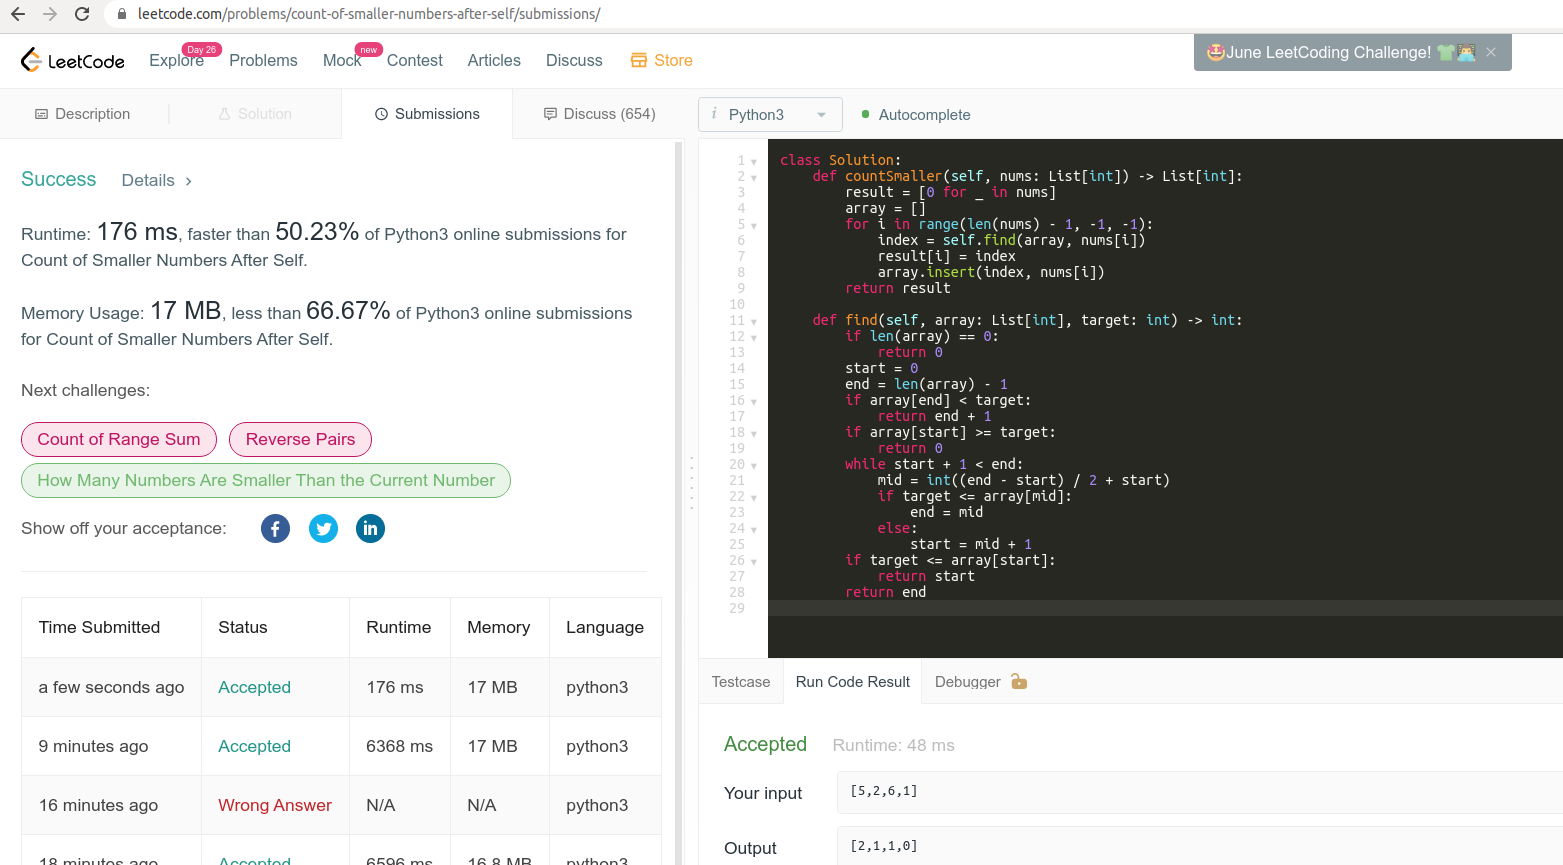 leetcode.com/problems/count-of-smaller-numbers-after-self/submissions/
LeetCode Explore Day 26 Problems Mock new Contest Articles Discuss Store
🤩June LeetCoding Challenge! 👕👨‍💻 ×
Description Solution Submissions Discuss (654)
i Python3 Autocomplete
Success Details ›
Runtime: 176 ms, faster than 50.23% of Python3 online submissions for
Count of Smaller Numbers After Self.
Memory Usage: 17 MB, less than 66.67% of Python3 online submissions
for Count of Smaller Numbers After Self.
Next challenges:
Count of Range Sum Reverse Pairs
How Many Numbers Are Smaller Than the Current Number
Show off your acceptance: f in
Time Submitted Status Runtime Memory Language
a few seconds ago Accepted 176 ms 17 MB python3
9 minutes ago Accepted 6368 ms 17 MB python3
16 minutes ago Wrong Answer N/A N/A python3
18 minutes ago Accepted 6596 ms 16.8 MB python3
1 class Solution:
2     def countSmaller(self, nums: List[int]) -> List[int]:
3         result = [0 for _ in nums]
4         array = []
5         for i in range(len(nums) - 1, -1, -1):
6             index = self.find(array, nums[i])
7             result[i] = index
8             array.insert(index, nums[i])
9         return result
10
11     def find(self, array: List[int], target: int) -> int:
12         if len(array) == 0:
13             return 0
14         start = 0
15         end = len(array) - 1
16         if array[end] < target:
17             return end + 1
18         if array[start] >= target:
19             return 0
20         while start + 1 < end:
21             mid = int((end - start) / 2 + start)
22             if target <= array[mid]:
23                 end = mid
24             else:
25                 start = mid + 1
26         if target <= array[start]:
27             return start
28         return end
29
Testcase Run Code Result Debugger
Accepted Runtime: 48 ms
Your input [5,2,6,1]
Output [2,1,1,0]